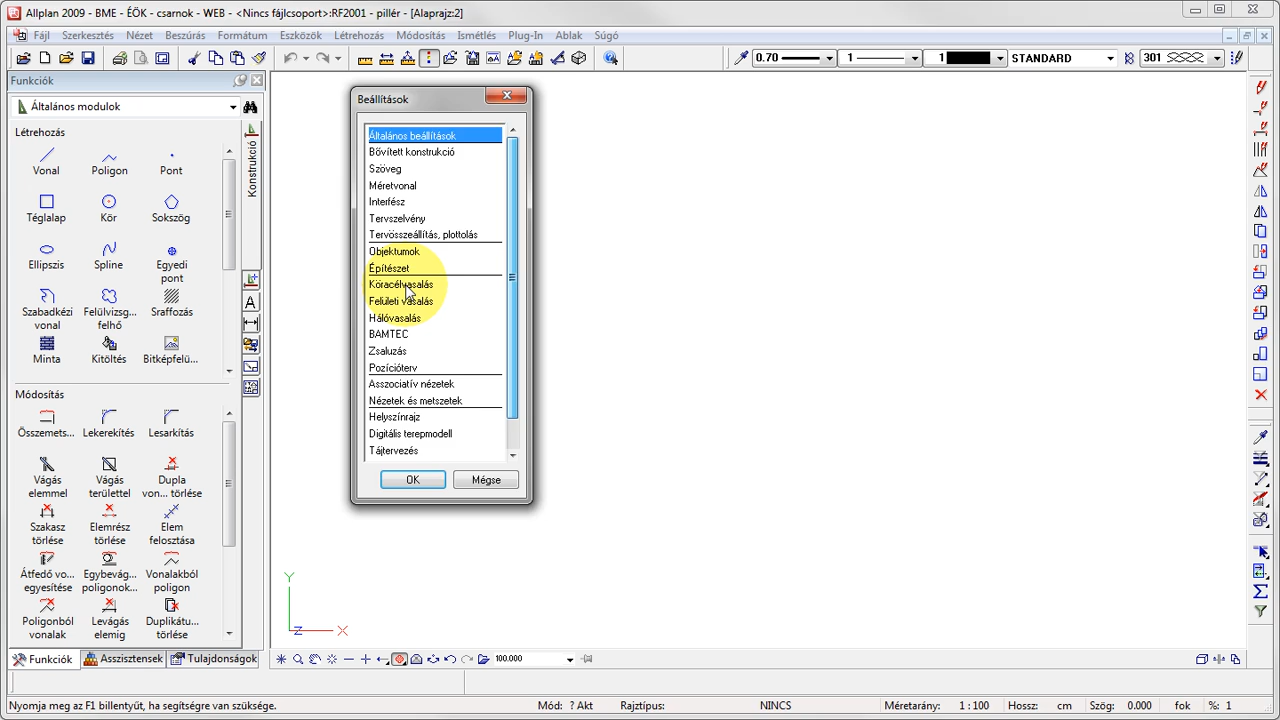 Allplan 2009 - BME - ÉÖK - csarnok - WEB - <Nincs fájlcsoport>:RF2001 - pillér - [Alaprajz:2]
Fájl Szerkesztés Nézet Beszúrás Formátum Eszközök Létrehozás Módosítás Ismétlés Plug-In Ablak Súgó
0.70 1 1 STANDARD 301
Funkciók
Általános modulok
Létrehozás
Vonal Poligon Pont
Téglalap Kör Sokszög
Ellipszis Spline Egyedi
pont
Szabadkézi Felülvizsg... Sraffozás
vonal felhő
Minta Kitöltés Bitképfelü...
Konstrukció
Módosítás
Összemets... Lekerekítés Lesarkítás
Vágás Vágás Dupla
elemmel területtel von... törlése
Szakasz Elemrész Elem
törlése törlése felosztása
Átfedő vo... Egybevág... Vonalakból
egyesítése poligonok... poligon
Poligonból Levágás Duplikátu...
vonalak elemig törlése
Funkciók Asszisztensek Tulajdonságok
Beállítások
Általános beállítások
Bővített konstrukció
Szöveg
Méretvonal
Interfész
Tervszelvény
Tervösszeállítás, plottolás
Objektumok
Építészet
Köracélvasalás
Felületi vasalás
Hálóvasalás
BAMTEC
Zsaluzás
Pozícióterv
Asszociatív nézetek
Nézetek és metszetek
Helyszínrajz
Digitális terepmodell
Tájtervezés
OK Mégse
Y
Z X
100.000
Nyomja meg az F1 billentyűt, ha segítségre van szüksége. Mód: ? Akt Rajztípus: NINCS Méretarány: 1 : 100 Hossz: cm Szög: 0.000 fok %: 1